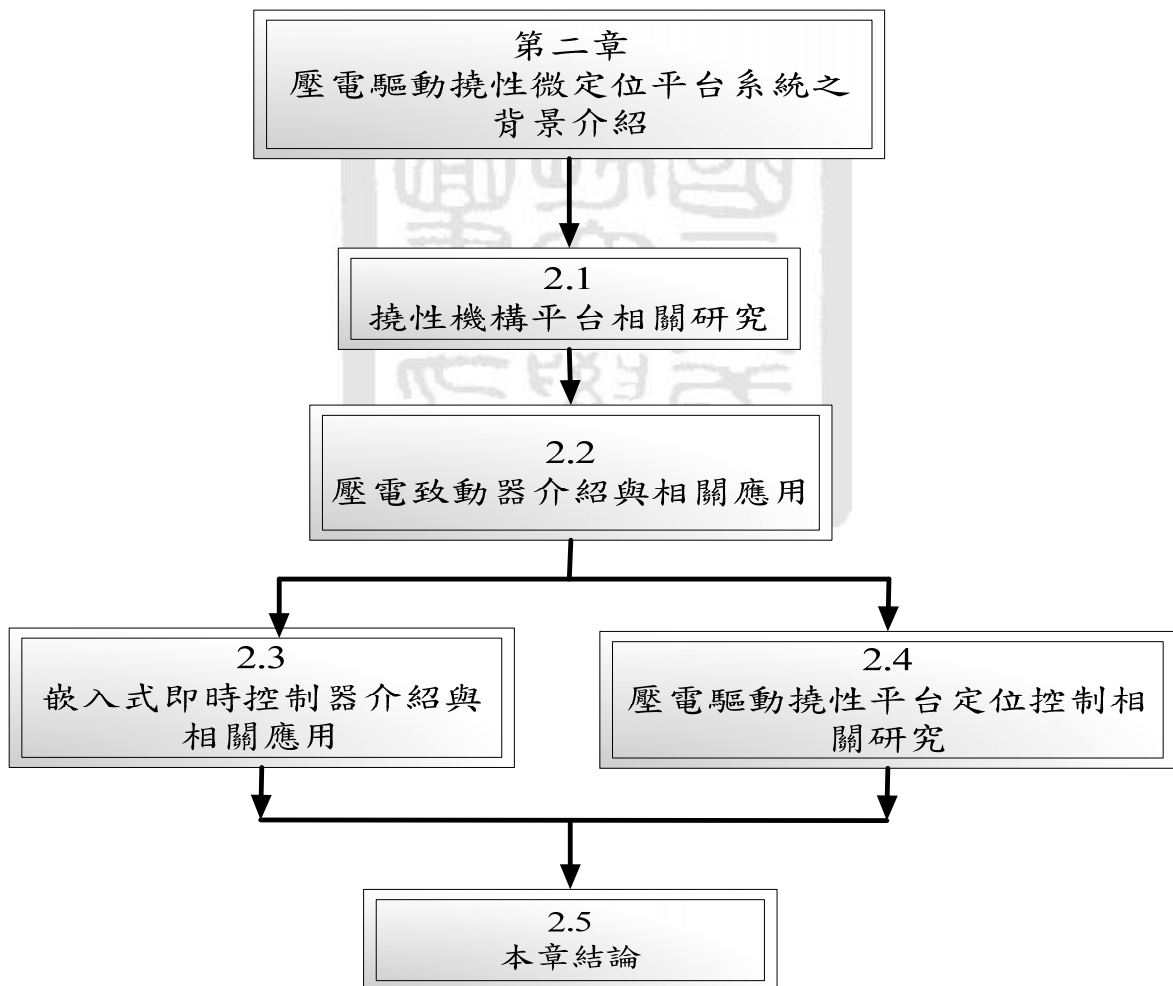 第二章
壓電驅動撓性微定位平台系統之
背景介紹
2.1
撓性機構平台相關研究
2.2
壓電致動器介紹與相關應用
2.3
嵌入式即時控制器介紹與
相關應用
2.4
壓電驅動撓性平台定位控制相
關研究
2.5
本章結論